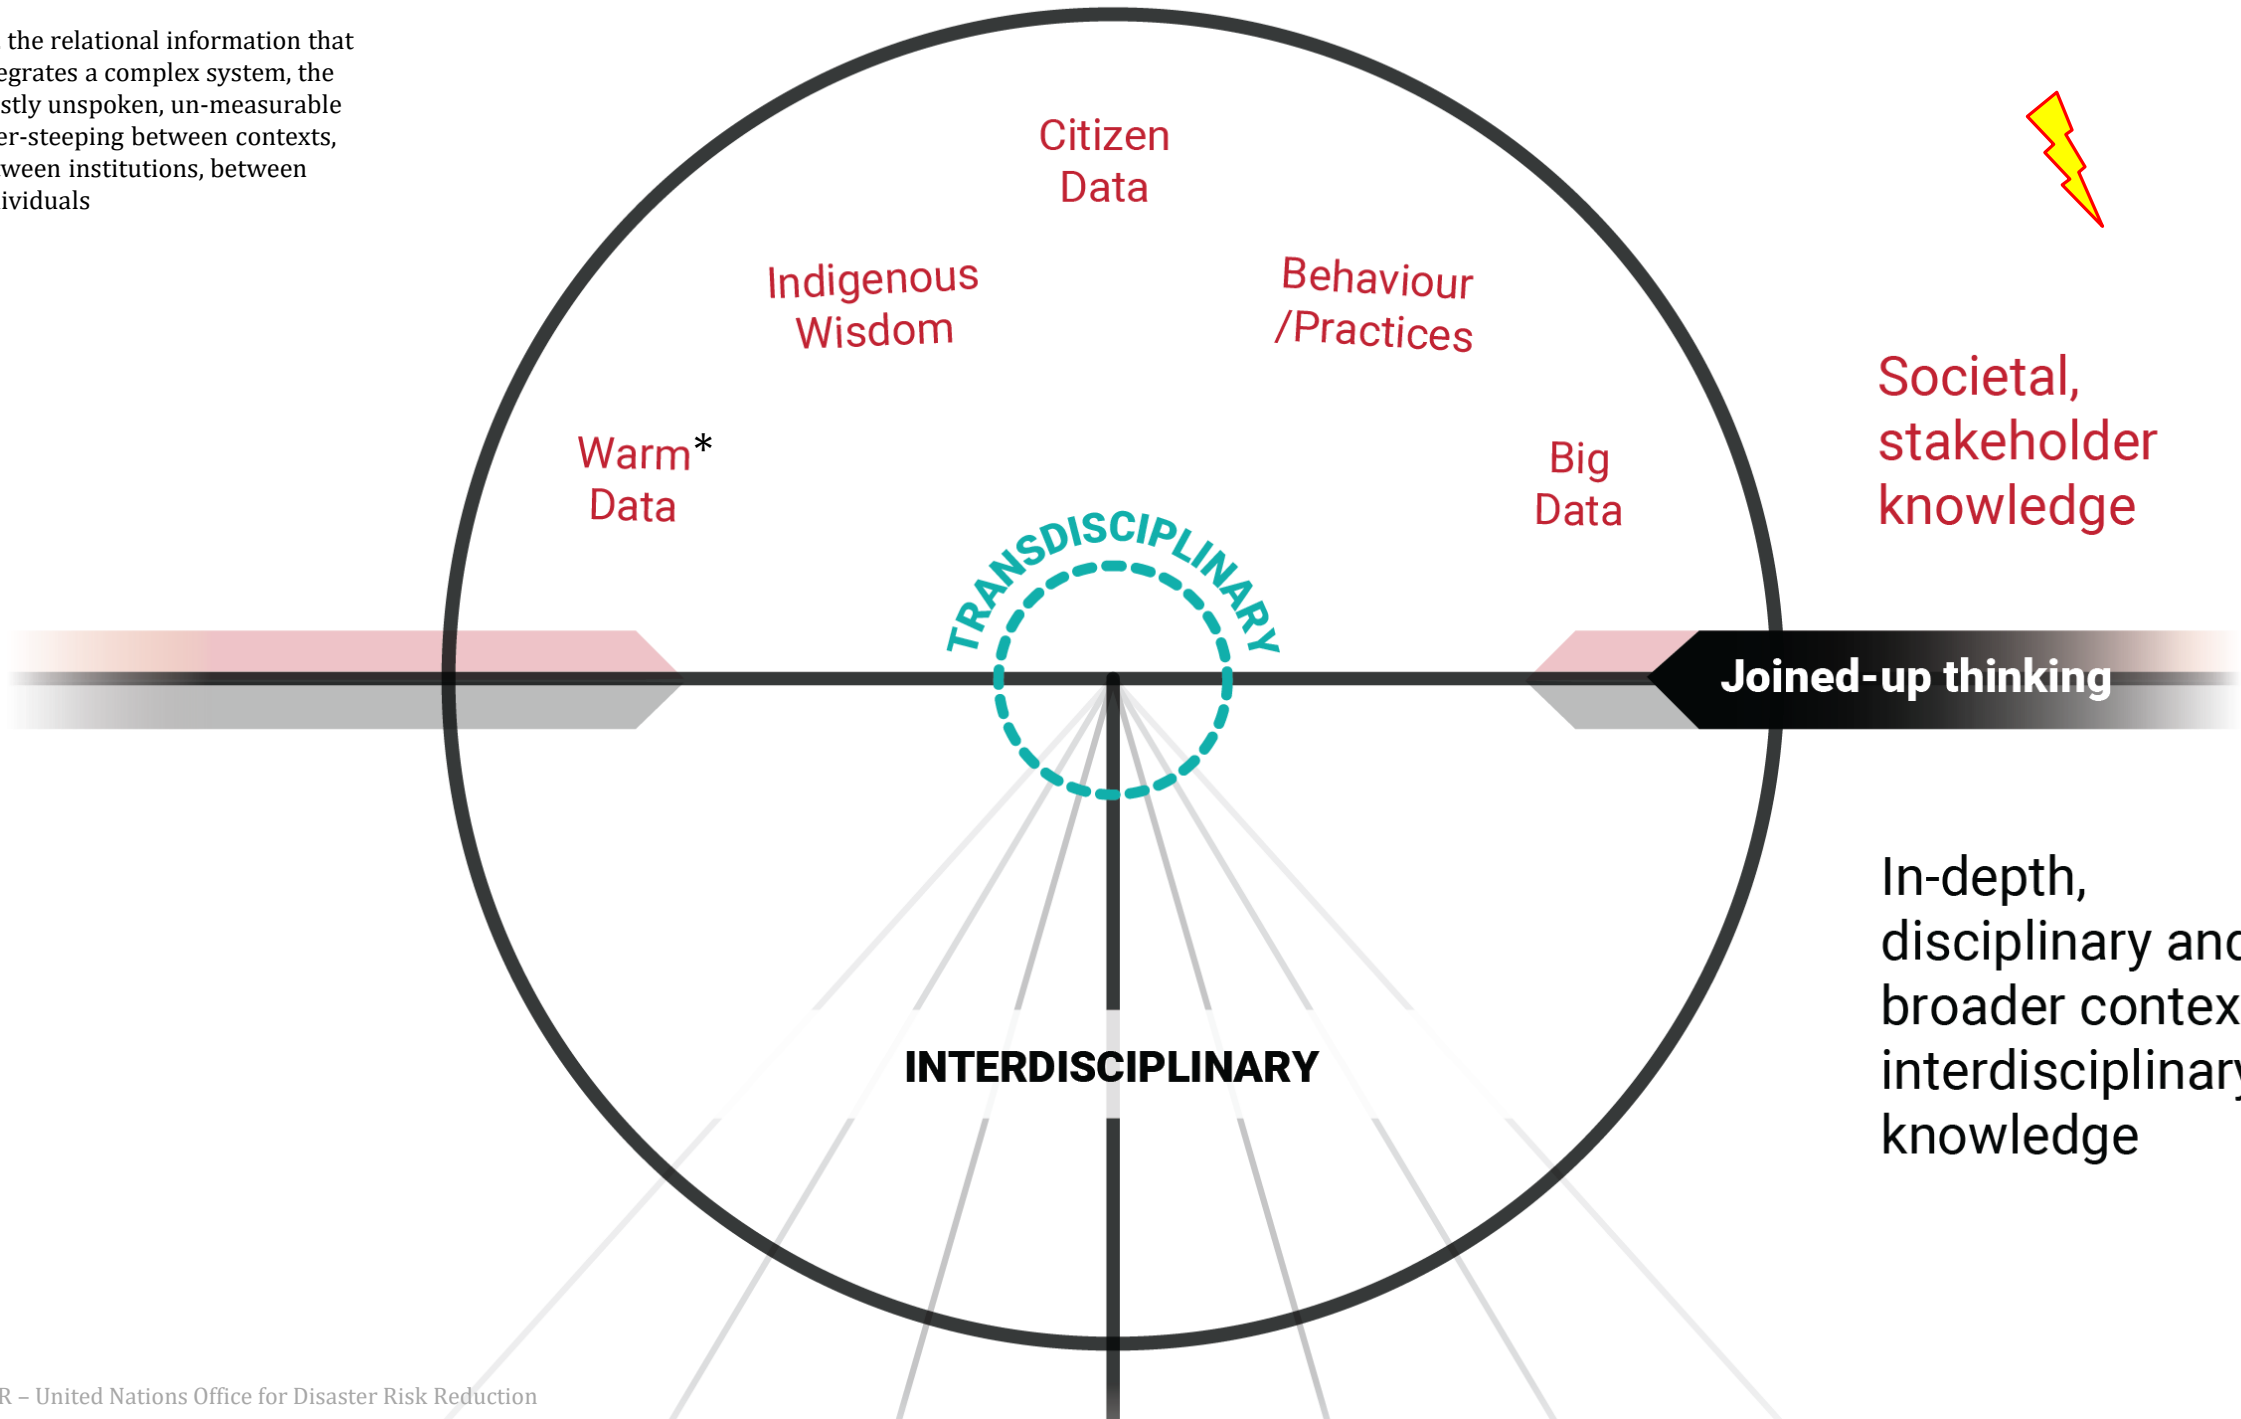 the relational information that
egrates a complex system, the
stly unspoken, un-measurable
er-steeping between contexts,
ween institutions, between
ividuals
Citizen
Data
Indigenous
Wisdom
Behaviour
/Practices
Warm*
Data
Big
Data
Societal,
stakeholder
knowledge
TRANSDISCIPLINARY
Joined-up thinking
In-depth,
disciplinary and
broader contex
interdisciplinary
knowledge
INTERDISCIPLINARY
R – United Nations Office for Disaster Risk Reduction